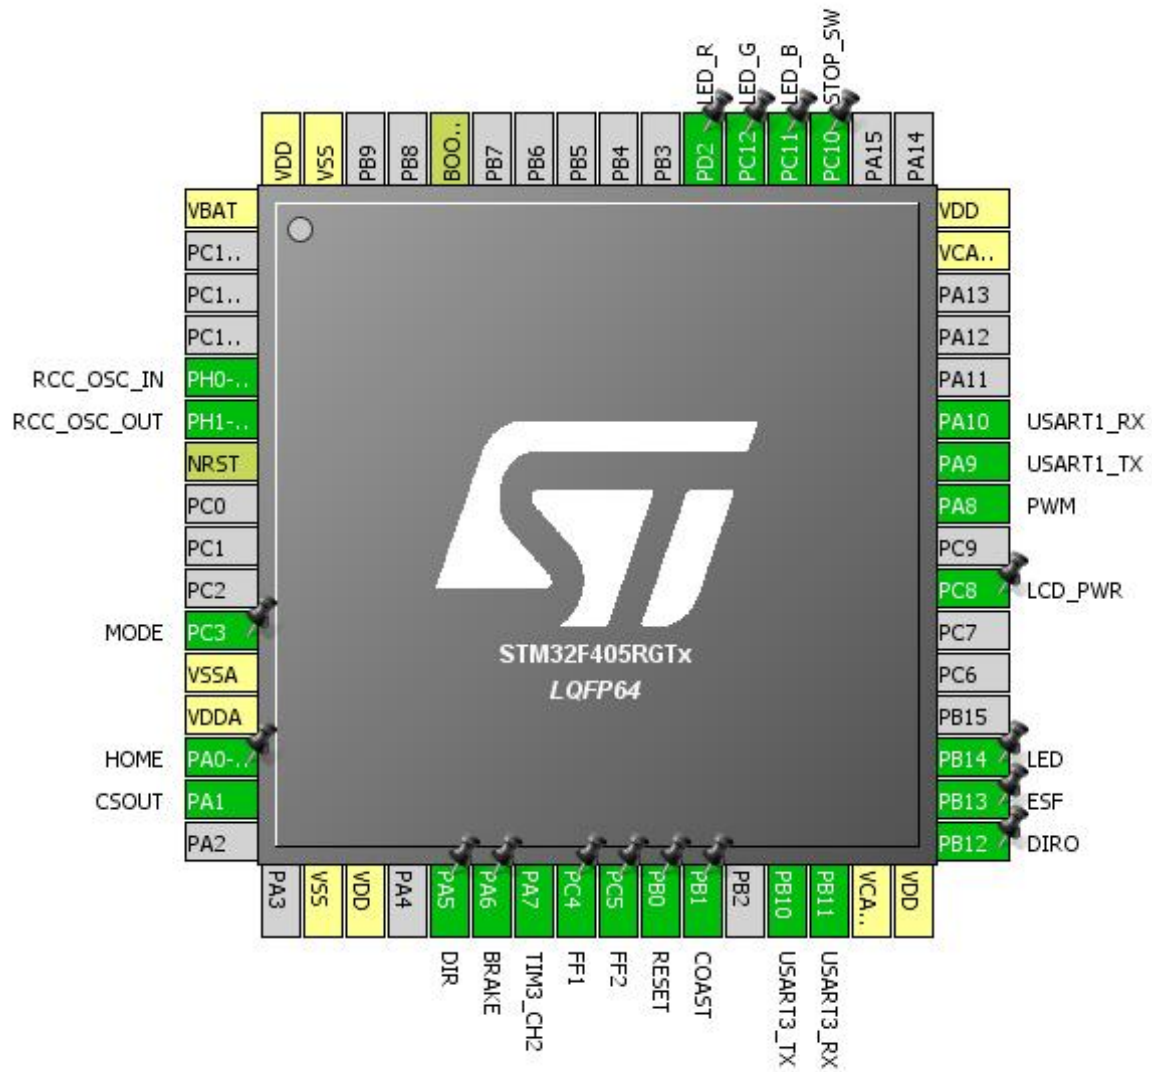 LED_R
LED_G
LED_B
STOP_SW
VDD
VSS
PB9
PB8
BOO..
PB7
PB6
PB5
PB4
PB3
PD2
PC12
PC11
PC10
PA15
PA14
VBAT
VDD
PC1..
VCA..
PC1..
PA13
PC1..
PA12
RCC_OSC_IN
PH0-..
PA11
RCC_OSC_OUT
PH1-..
PA10
USART1_RX
NRST
PA9
USART1_TX
PC0
PA8
PWM
PC1
PC9
PC2
PC8
LCD_PWR
MODE
PC3
PC7
VSSA
PC6
VDDA
PB15
HOME
PA0-..
PB14
LED
CSOUT
PA1
PB13
ESF
PA2
PB12
DIRO
ST
STM32F405RGTx
LQFP64
PA3
VSS
VDD
PA4
PA5
PA6
PA7
PC4
PC5
PB0
PB1
PB2
PB10
PB11
VCA..
VDD
DIR
BRAKE
TIM3_CH2
FF1
FF2
RESET
COAST
USART3_TX
USART3_RX